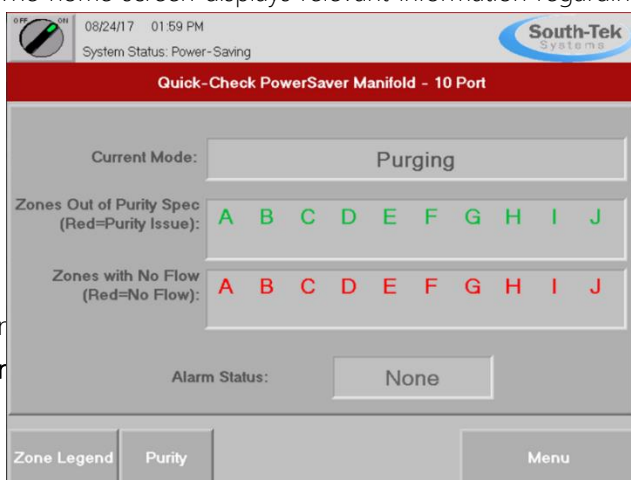 The home screen displays relevant information regardin
OFF ON
08/24/17 01:59 PM
System Status: Power-Saving
South-Tek
Systems
Quick-Check PowerSaver Manifold - 10 Port
Current Mode: Purging
Zones Out of Purity Spec
(Red=Purity Issue): A B C D E F G H I J
Zones with No Flow
(Red=No Flow): A B C D E F G H I J
Alarm Status: None
Zone Legend Purity Menu